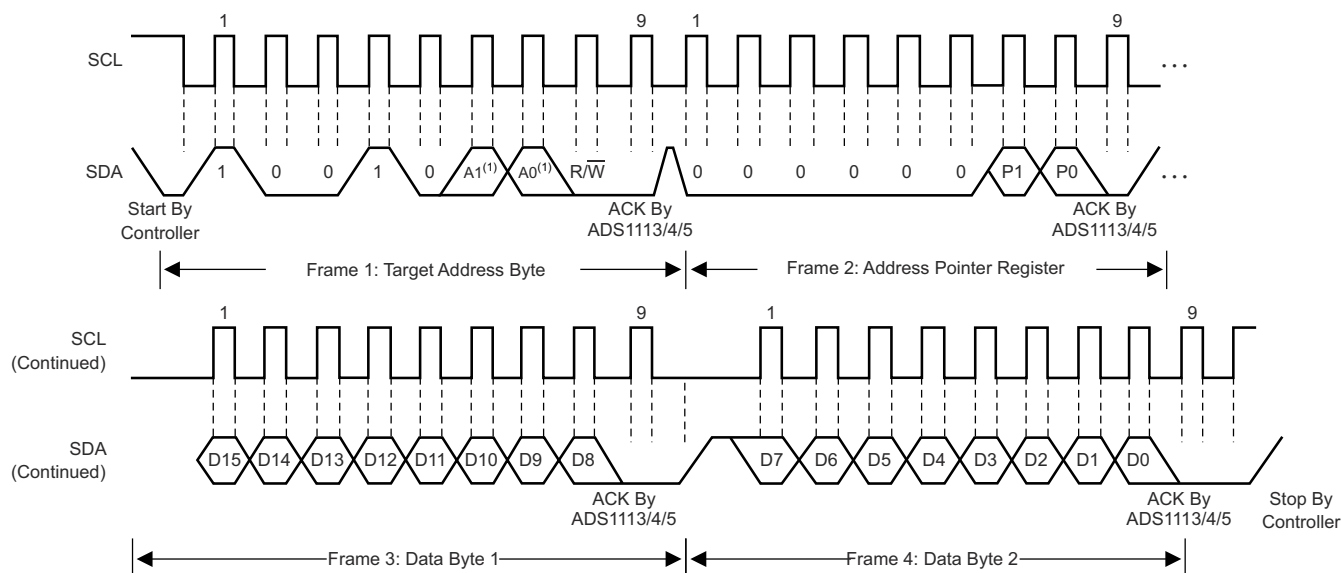 1 9 1 9
SCL ...
SDA 1 0 0 1 0 A1(1) A0(1) R/W 0 0 0 0 0 0 P1 P0 ...
Start By
Controller
ACK By
ADS1113/4/5
ACK By
ADS1113/4/5
Frame 1: Target Address Byte
Frame 2: Address Pointer Register
1 9 1 9
SCL
(Continued)
SDA
(Continued)
D15 D14 D13 D12 D11 D10 D9 D8 D7 D6 D5 D4 D3 D2 D1 D0
ACK By
ADS1113/4/5
ACK By
ADS1113/4/5
Stop By
Controller
Frame 3: Data Byte 1
Frame 4: Data Byte 2